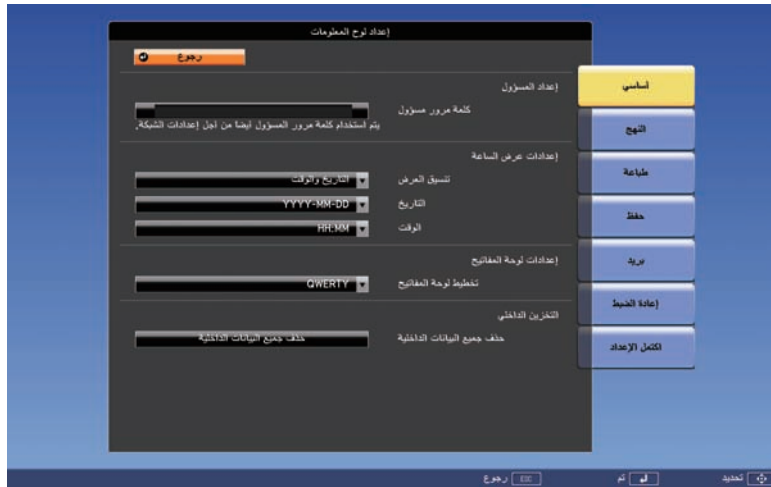 إعداد لوح المعلومات
رجوع
أساسي
النهج
طباعة
حفظ
بريد
إعادة الضبط
اكتمل الإعداد
إعداد المسؤول
كلمة مرور مسؤول
يتم استخدام كلمة مرور المسؤول أيضا من أجل إعدادات الشبكة.
إعدادات عرض الساعة
تنسيق العرض التاريخ والوقت
التاريخ YYYY-MM-DD
الوقت HH:MM
إعدادات لوحة المفاتيح
تخطيط لوحة المفاتيح QWERTY
التخزين الداخلي
حذف جميع البيانات الداخلية حذف جميع البيانات الداخلية
تحديد تم ESC رجوع